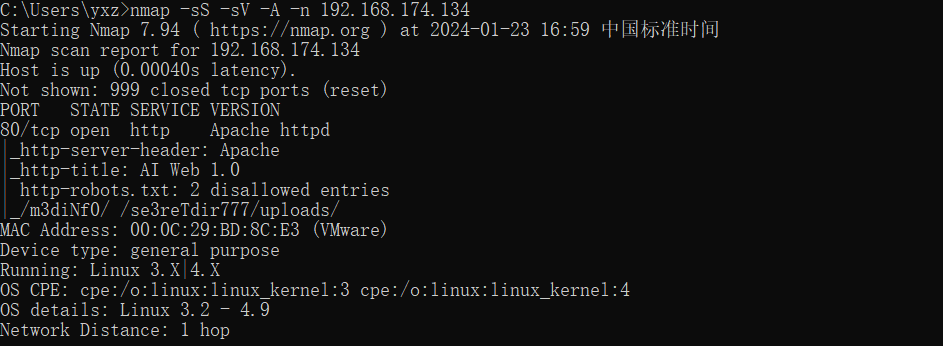 C:\Users\yxz>nmap -sS -sV -A -n 192.168.174.134
Starting Nmap 7.94 ( https://nmap.org ) at 2024-01-23 16:59 中国标准时间
Nmap scan report for 192.168.174.134
Host is up (0.00040s latency).
Not shown: 999 closed tcp ports (reset)
PORT   STATE SERVICE VERSION
80/tcp open  http    Apache httpd
|_http-server-header: Apache
|_http-title: AI Web 1.0
| http-robots.txt: 2 disallowed entries
|_/m3diNf0/ /se3reTdir777/uploads/
MAC Address: 00:0C:29:BD:8C:E3 (VMware)
Device type: general purpose
Running: Linux 3.X|4.X
OS CPE: cpe:/o:linux:linux_kernel:3 cpe:/o:linux:linux_kernel:4
OS details: Linux 3.2 - 4.9
Network Distance: 1 hop